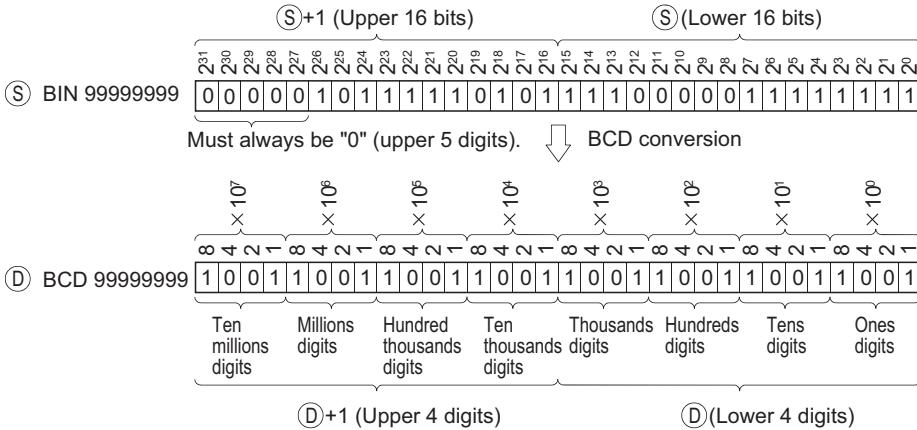 Ⓢ+1 (Upper 16 bits) Ⓢ (Lower 16 bits)
2³¹ 2³⁰ 2²⁹ 2²⁸ 2²⁷ 2²⁶ 2²⁵ 2²⁴ 2²³ 2²² 2²¹ 2²⁰ 2¹⁹ 2¹⁸ 2¹⁷ 2¹⁶ 2¹⁵ 2¹⁴ 2¹³ 2¹² 2¹¹ 2¹⁰ 2⁹ 2⁸ 2⁷ 2⁶ 2⁵ 2⁴ 2³ 2² 2¹ 2⁰
Ⓢ BIN 99999999 0 0 0 0 0 1 0 1 1 1 1 1 0 1 0 1 1 1 1 0 0 0 0 0 1 1 1 1 1 1 1 1
Must always be "0" (upper 5 digits). BCD conversion
×10⁷ ×10⁶ ×10⁵ ×10⁴ ×10³ ×10² ×10¹ ×10⁰
8 4 2 1 8 4 2 1 8 4 2 1 8 4 2 1 8 4 2 1 8 4 2 1 8 4 2 1 8 4 2 1
Ⓓ BCD 99999999 1 0 0 1 1 0 0 1 1 0 0 1 1 0 0 1 1 0 0 1 1 0 0 1 1 0 0 1 1 0 0 1
Ten Millions Hundred Ten Thousands Hundreds Tens Ones
millions digits thousands thousands digits digits digits digits
digits digits digits
Ⓓ+1 (Upper 4 digits) Ⓓ (Lower 4 digits)